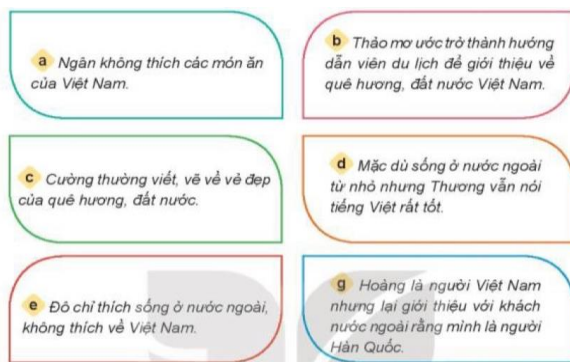 a Ngân không thích các món ăn
của Việt Nam.
b Thảo mơ ước trở thành hướng
dẫn viên du lịch để giới thiệu về
quê hương, đất nước Việt Nam.
c Cường thường viết, vẽ về vẻ đẹp
của quê hương, đất nước.
d Mặc dù sống ở nước ngoài
từ nhỏ nhưng Thương vẫn nói
tiếng Việt rất tốt.
e Đô chỉ thích sống ở nước ngoài,
không thích về Việt Nam.
g Hoàng là người Việt Nam
nhưng lại giới thiệu với khách
nước ngoài rằng mình là người
Hàn Quốc.